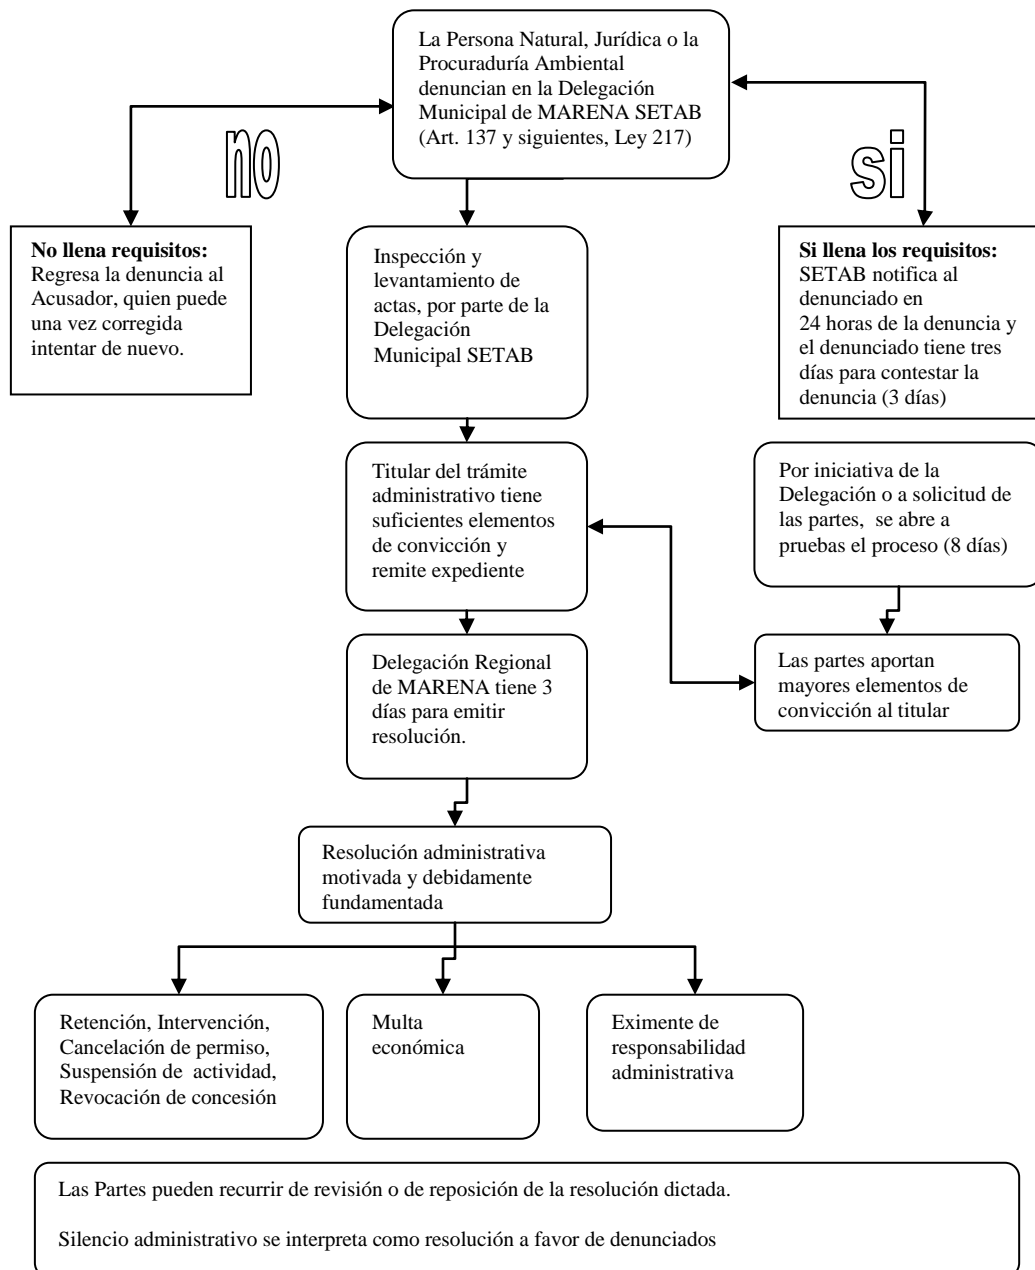 La Persona Natural, Jurídica o la
Procuraduría Ambiental
denuncian en la Delegación
Municipal de MARENA SETAB
(Art. 137 y siguientes, Ley 217)
no
si
No llena requisitos:
Regresa la denuncia al
Acusador, quien puede
una vez corregida
intentar de nuevo.
Inspección y
levantamiento de
actas, por parte de la
Delegación
Municipal SETAB
Si llena los requisitos:
SETAB notifica al
denunciado en
24 horas de la denuncia y
el denunciado tiene tres
días para contestar la
denuncia (3 días)
Titular del trámite
administrativo tiene
suficientes elementos
de convicción y
remite expediente
Por iniciativa de la
Delegación o a solicitud de
las partes, se abre a
pruebas el proceso (8 días)
Delegación Regional
de MARENA tiene 3
días para emitir
resolución.
Las partes aportan
mayores elementos de
convicción al titular
Resolución administrativa
motivada y debidamente
fundamentada
Retención, Intervención,
Cancelación de permiso,
Suspensión de actividad,
Revocación de concesión
Multa
económica
Eximente de
responsabilidad
administrativa
Las Partes pueden recurrir de revisión o de reposición de la resolución dictada.
Silencio administrativo se interpreta como resolución a favor de denunciados